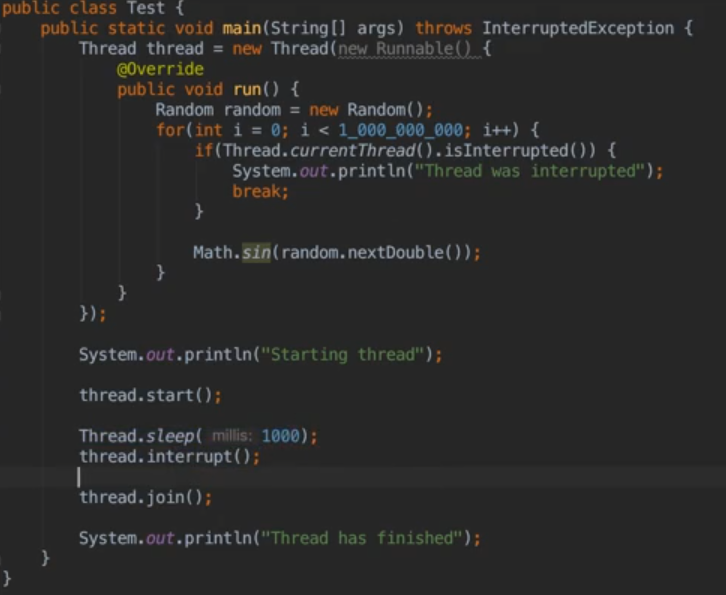 public class Test {
public static void main(String[] args) throws InterruptedException {
Thread thread = new Thread(new Runnable() {
@Override
public void run() {
Random random = new Random();
for(int i = 0; i < 1_000_000_000; i++) {
if(Thread.currentThread().isInterrupted()) {
System.out.println("Thread was interrupted");
break;
}
Math.sin(random.nextDouble());
}
}
});
System.out.println("Starting thread");
thread.start();
Thread.sleep( millis: 1000);
thread.interrupt();
thread.join();
System.out.println("Thread has finished");
}
}